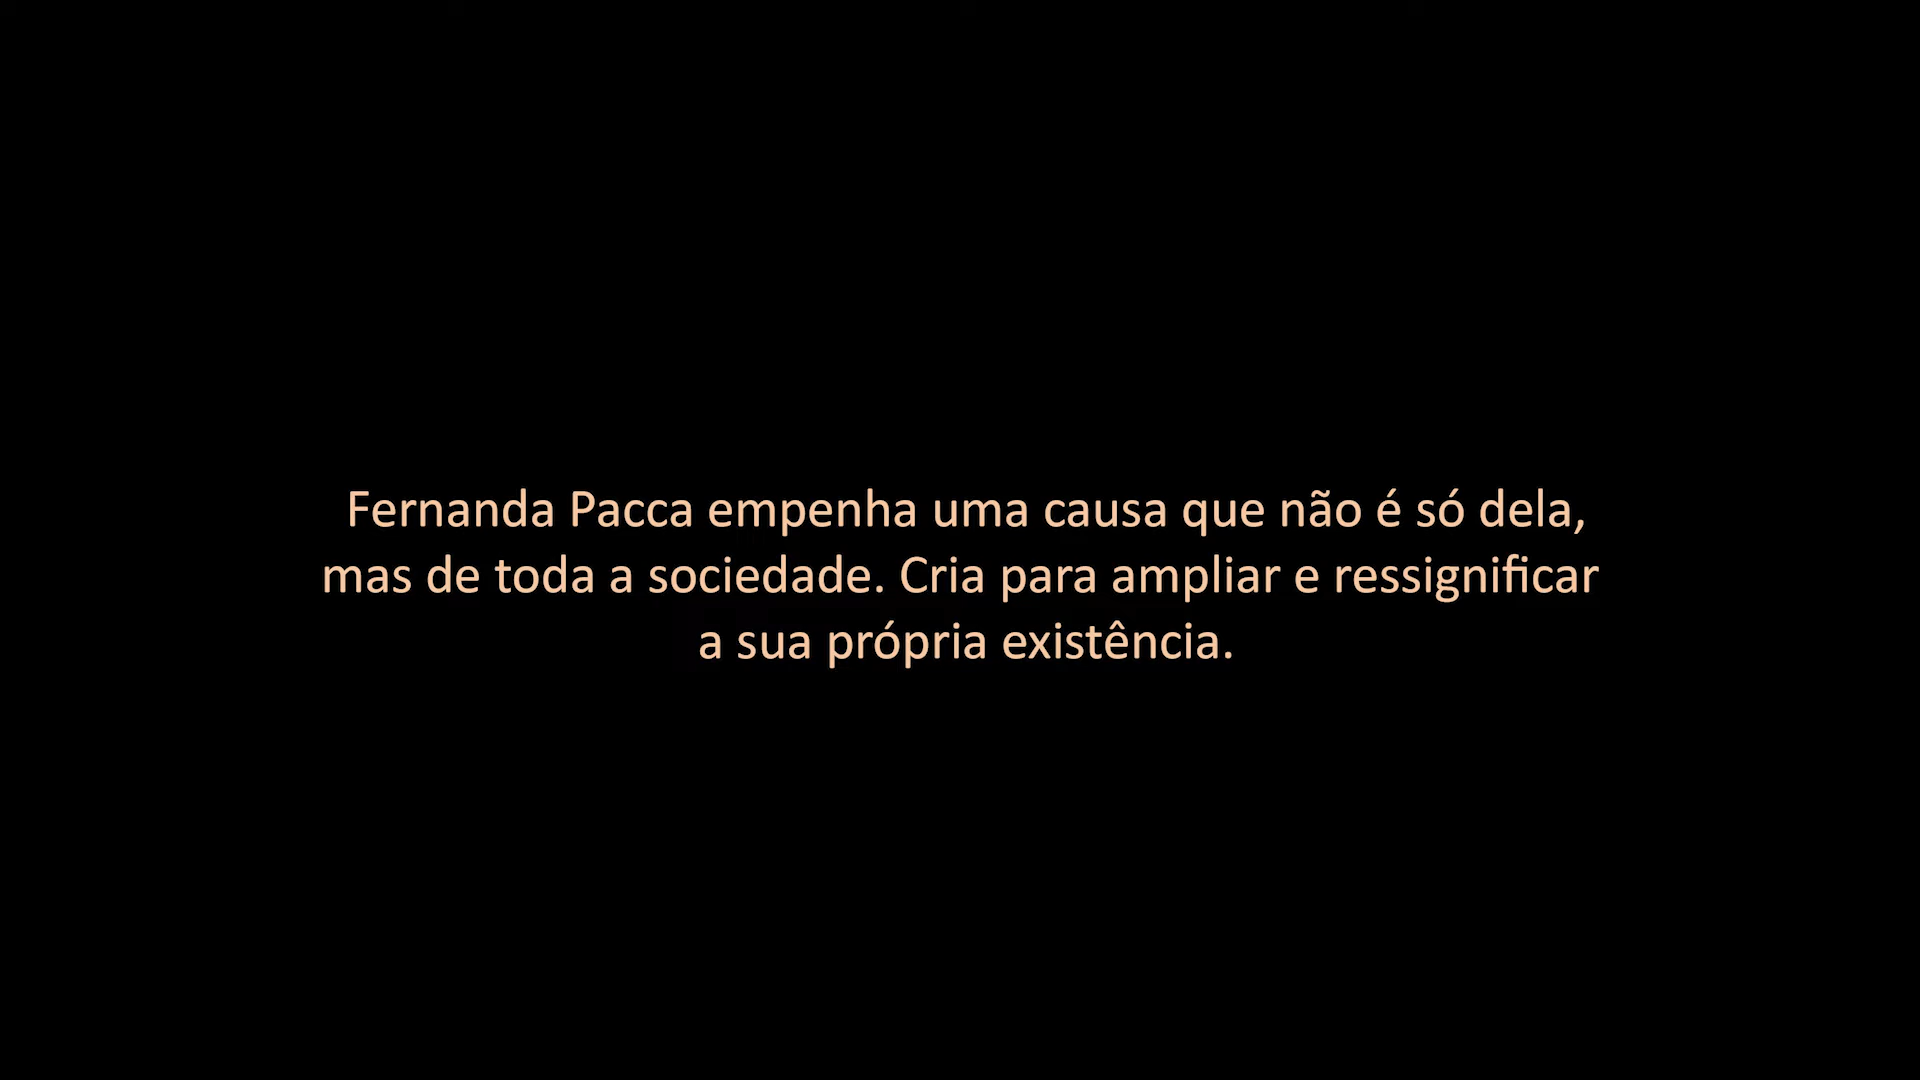 Fernanda Pacca empenha uma causa que não é só dela,
mas de toda a sociedade. Cria para ampliar e ressignificar
a sua própria existência.